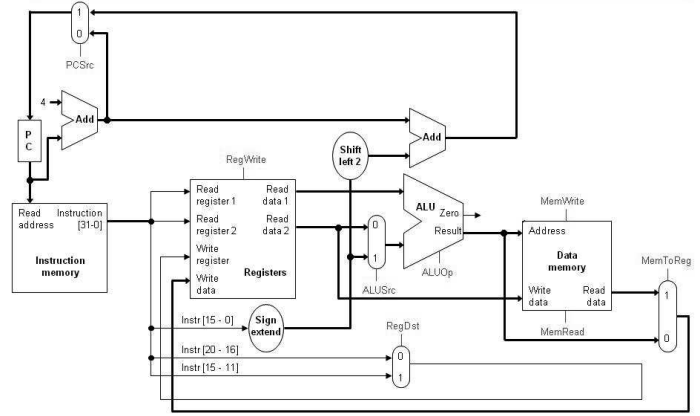 1
0
PCSrc
4
Add
P
C
Add
Shift
left 2
RegWrite
Read
address
Instruction
[31-0]
Instruction
memory
Read
register 1
Read
data 1
Read
register 2
Read
data 2
Write
register
Write
data
Registers
0
1
ALUSrc
ALU
Zero
Result
ALUOp
MemWrite
Address
Data
memory
Write
data
Read
data
MemRead
MemToReg
1
0
Instr [15 - 0]
Sign
extend
RegDst
Instr [20 - 16]
0
Instr [15 - 11]
1